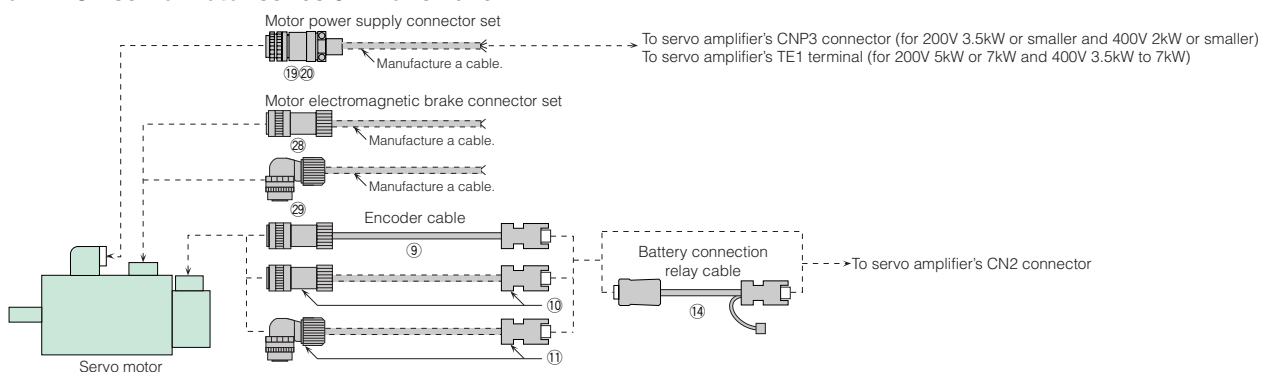 Motor power supply connector set
Manufacture a cable.
⑲⑳
To servo amplifier's CNP3 connector (for 200V 3.5kW or smaller and 400V 2kW or smaller)
To servo amplifier's TE1 terminal (for 200V 5kW or 7kW and 400V 3.5kW to 7kW)
Motor electromagnetic brake connector set
Manufacture a cable.
㉘
Manufacture a cable.
㉙
Encoder cable
⑨
⑩
⑪
Battery connection
relay cable
⑭
To servo amplifier's CN2 connector
Servo motor